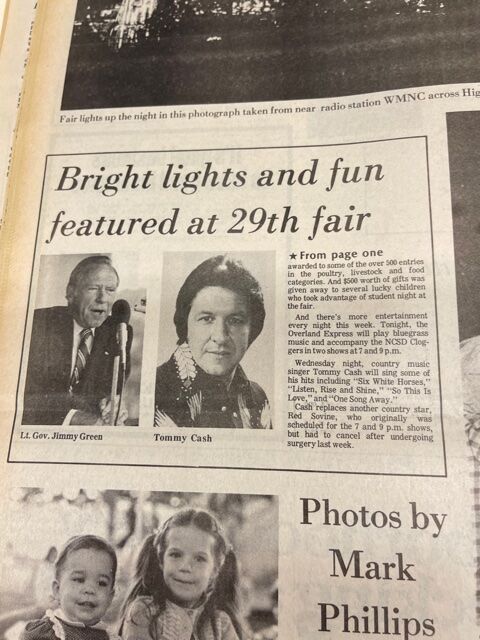 Fair lights up the night in this photograph taken from near radio station WMNC across Hig
Bright lights and fun
featured at 29th fair
★ From page one
awarded to some of the over 500 entries
in the poultry, livestock and food
categories. And $500 worth of gifts was
given away to several lucky children
who took advantage of student night at
the fair.
And there's more entertainment
every night this week. Tonight, the
Overland Express will play bluegrass
music and accompany the NCSD Clog-
gers in two shows at 7 and 9 p.m.
Wednesday night, country music
singer Tommy Cash will sing some of
his hits including "Six White Horses,"
"Listen, Rise and Shine," "So This Is
Love," and "One Song Away."
Cash replaces another country star,
Red Sovine, who originally was
scheduled for the 7 and 9 p.m. shows,
but had to cancel after undergoing
surgery last week.
Lt. Gov. Jimmy Green
Tommy Cash
Photos by
Mark
Phillips